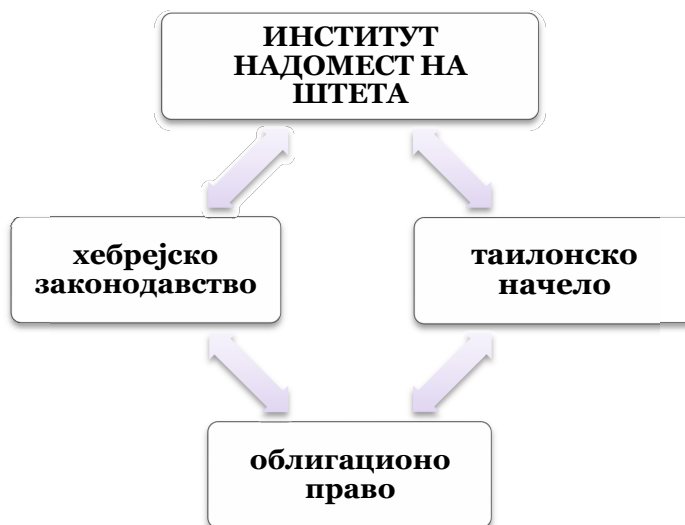 ИНСТИТУТ
НАДОМЕСТ НА
ШТЕТА
хебрејско
законодавство
таилонско
начело
облигационо
право